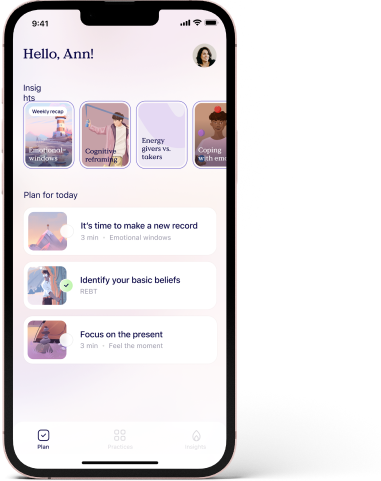 9:41
Hello, Ann!
Insig
hts
Weekly recap
Emotional
windows
Cognitive
reframing
Energy
givers vs.
takers
Coping
with emo
Plan for today
It's time to make a new record
3 min • Emotional windows
Identify your basic beliefs
REBT
Focus on the present
3 min • Feel the moment
Plan
Practices
Insights